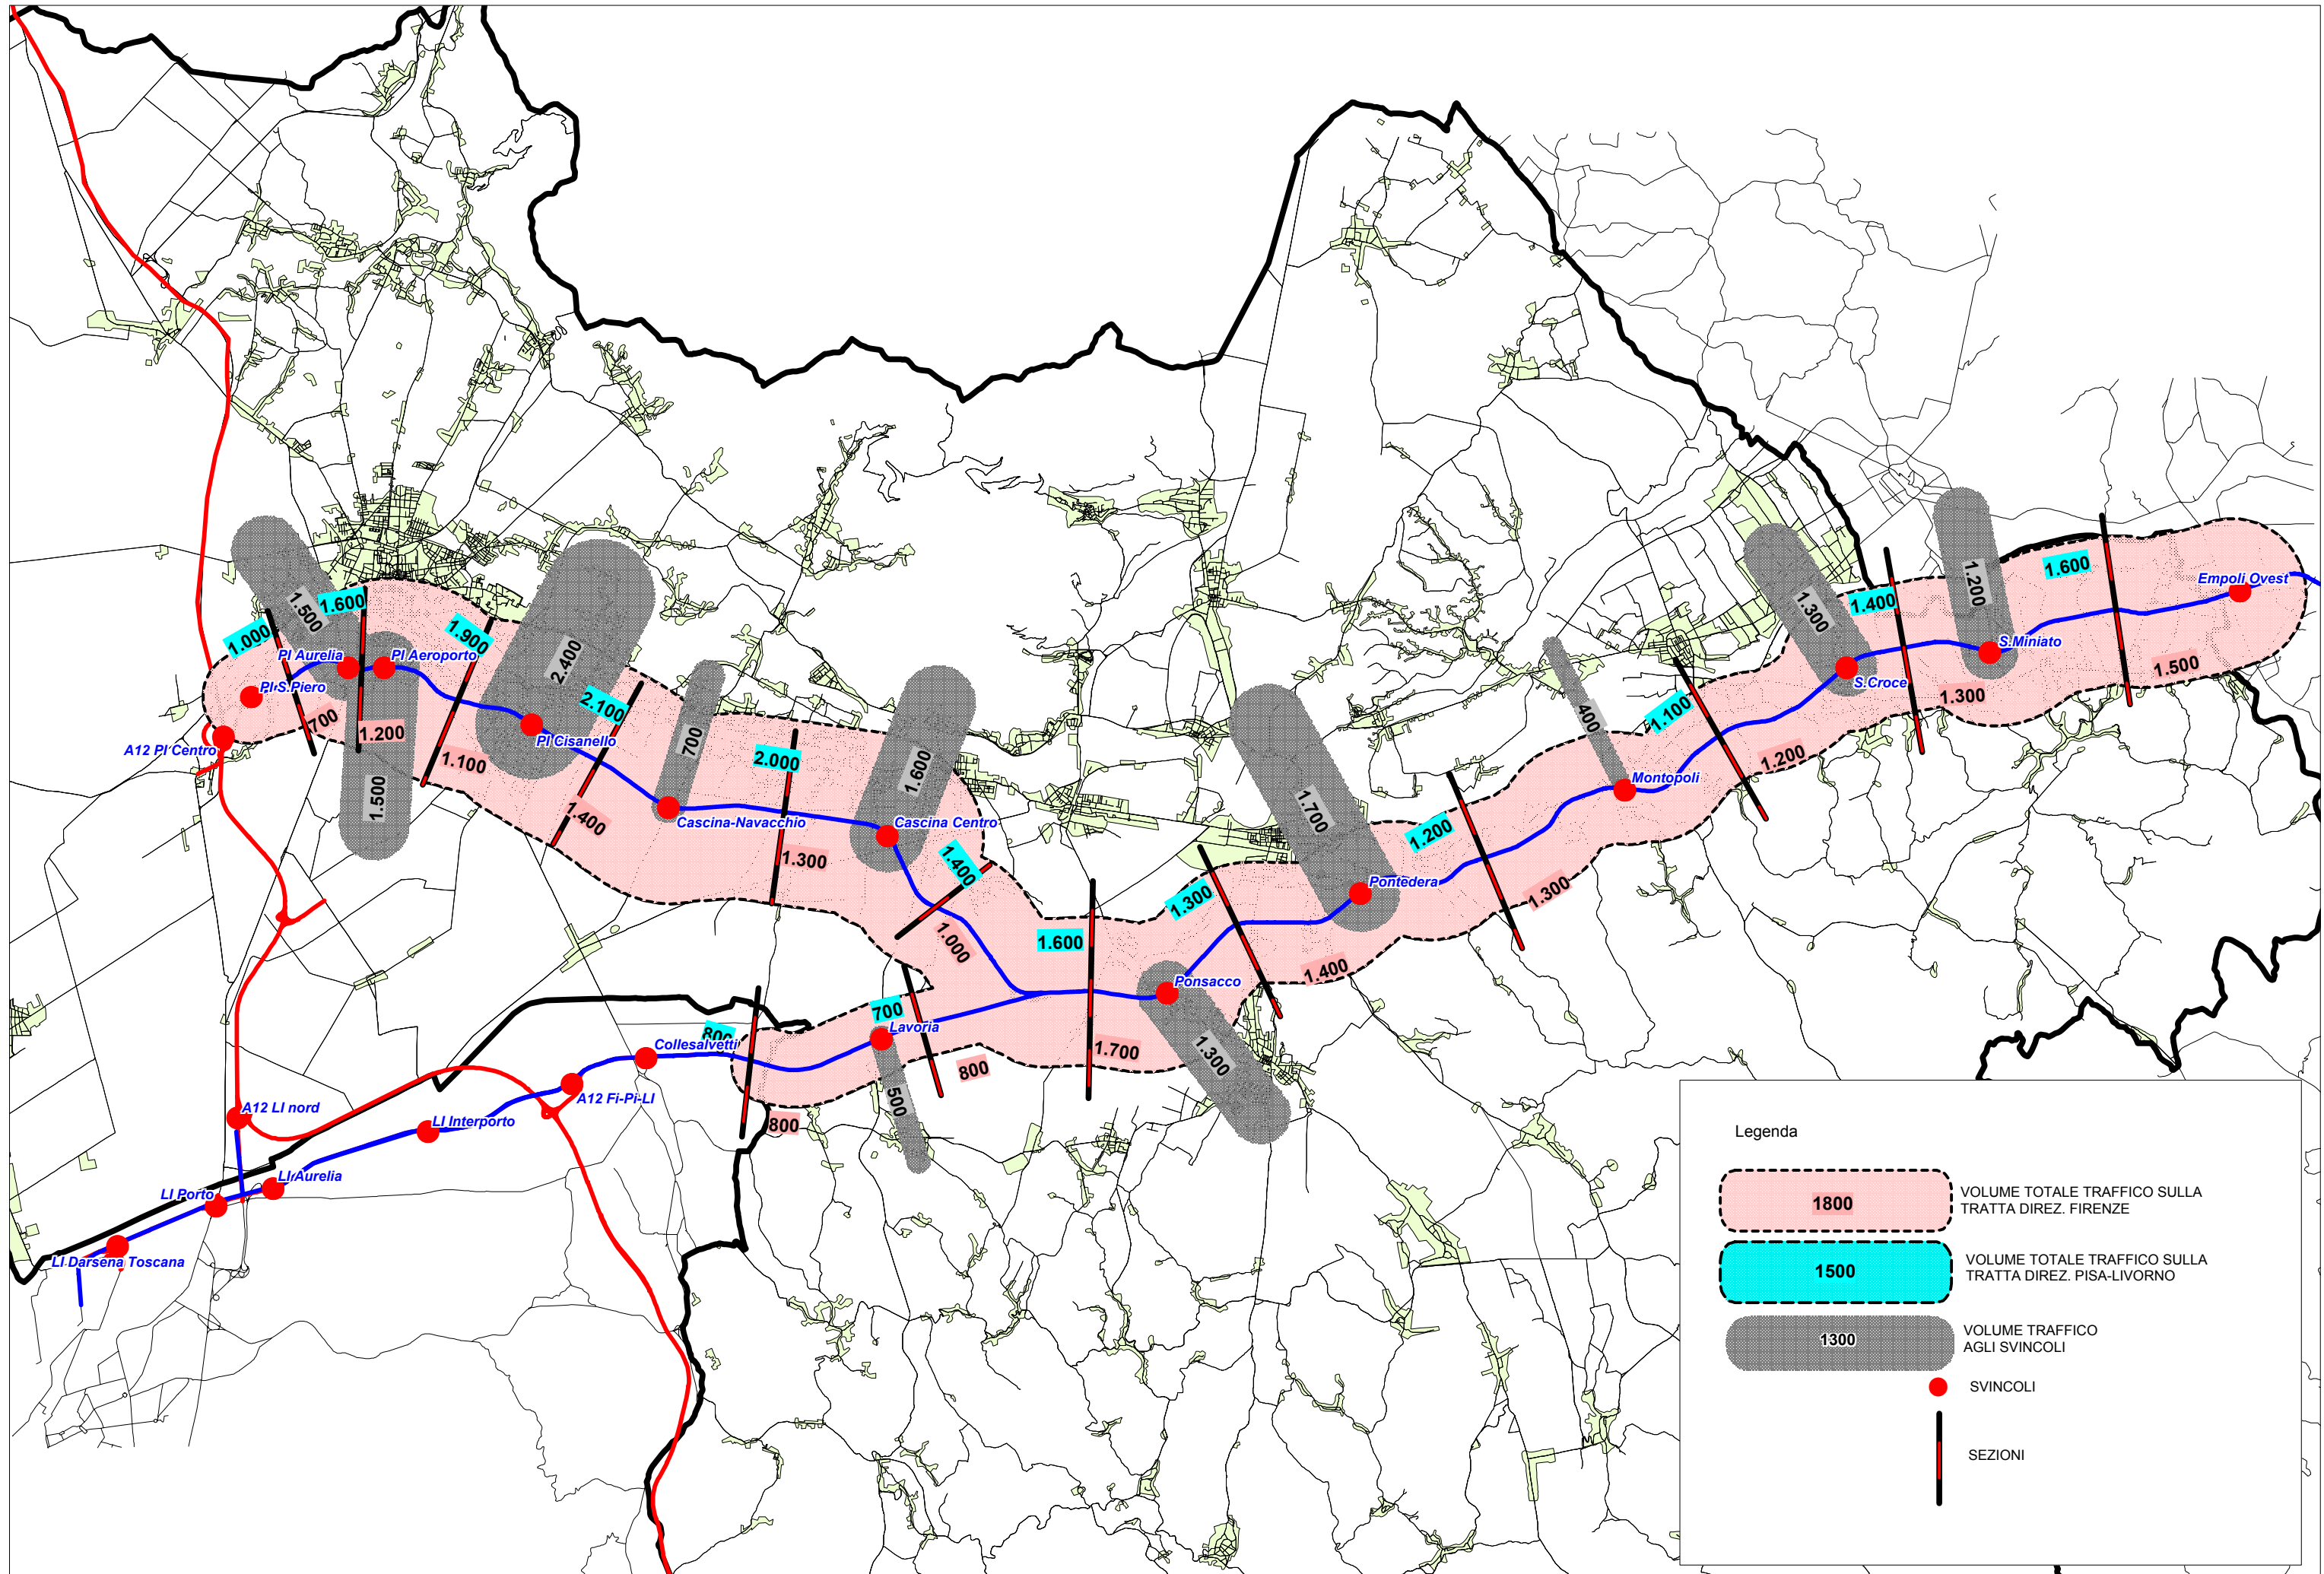 1.200
1.600
Empoli Ovest
1.500
1.600
1.300
1.400
S.Miniato
1.000
1.900
PI Aurelia
PI Aeroporto
2.400
S.Croce
1.500
PI S.Piero
1.300
700
1.200
2.100
400
1.100
A12 PI Centro
PI Cisanello
700
1.100
2.000
1.600
1.200
Montopoli
1.500
1.400
Cascina-Navacchio
Cascina Centro
1.700
1.200
1.300
1.400
Pontedera
1.300
1.300
1.000
1.600
1.400
Ponsacco
700
Lavoria
800
Collesalvetti
1.700
1.300
800
A12 Fi-Pi-LI
500
A12 LI nord
LI Interporto
800
LI Aurelia
LI Porto
LI Darsena Toscana
Legenda
1800
VOLUME TOTALE TRAFFICO SULLA
TRATTA DIREZ. FIRENZE
1500
VOLUME TOTALE TRAFFICO SULLA
TRATTA DIREZ. PISA-LIVORNO
1300
VOLUME TRAFFICO
AGLI SVINCOLI
SVINCOLI
SEZIONI